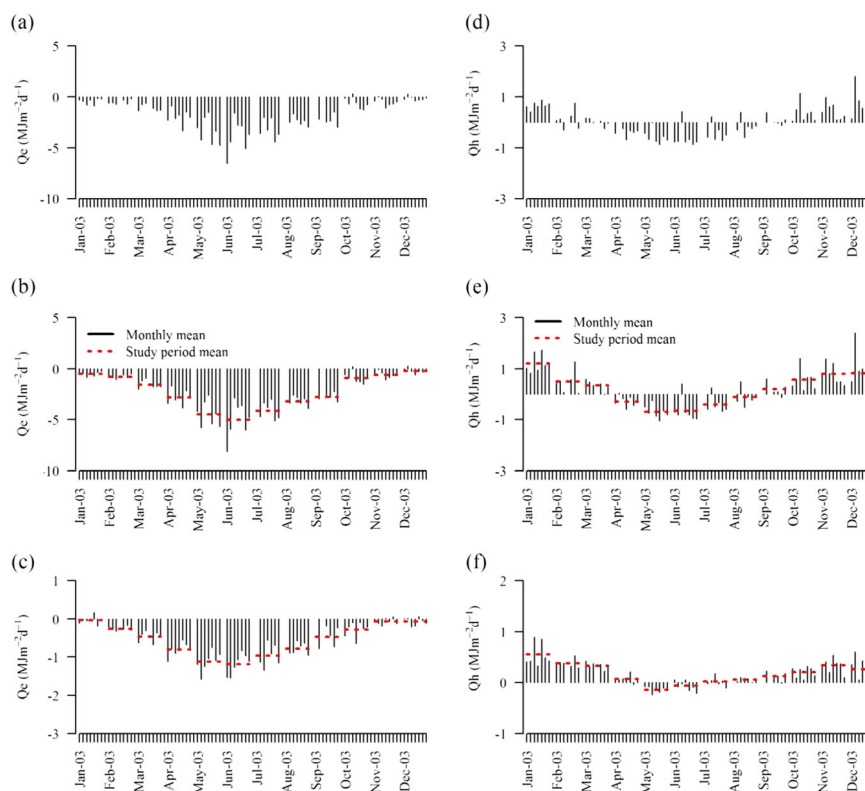 (a)
5
0
-5
-10
Qe (MJm−2d−1)
Jan-03
Feb-03
Mar-03
Apr-03
May-03
Jun-03
Jul-03
Aug-03
Sep-03
Oct-03
Nov-03
Dec-03
(b)
Monthly mean
Study period mean
5
0
-5
-10
Qe (MJm−2d−1)
Jan-03
Feb-03
Mar-03
Apr-03
May-03
Jun-03
Jul-03
Aug-03
Sep-03
Oct-03
Nov-03
Dec-03
(c)
1
0
-1
-2
-3
Qe (MJm−2d−1)
Jan-03
Feb-03
Mar-03
Apr-03
May-03
Jun-03
Jul-03
Aug-03
Sep-03
Oct-03
Nov-03
Dec-03
(d)
3
1
-1
-3
Qh (MJm−2d−1)
Jan-03
Feb-03
Mar-03
Apr-03
May-03
Jun-03
Jul-03
Aug-03
Sep-03
Oct-03
Nov-03
Dec-03
(e)
Monthly mean
Study period mean
3
1
-1
-3
Qh (MJm−2d−1)
Jan-03
Feb-03
Mar-03
Apr-03
May-03
Jun-03
Jul-03
Aug-03
Sep-03
Oct-03
Nov-03
Dec-03
(f)
2
1
0
-1
Qh (MJm−2d−1)
Jan-03
Feb-03
Mar-03
Apr-03
May-03
Jun-03
Jul-03
Aug-03
Sep-03
Oct-03
Nov-03
Dec-03